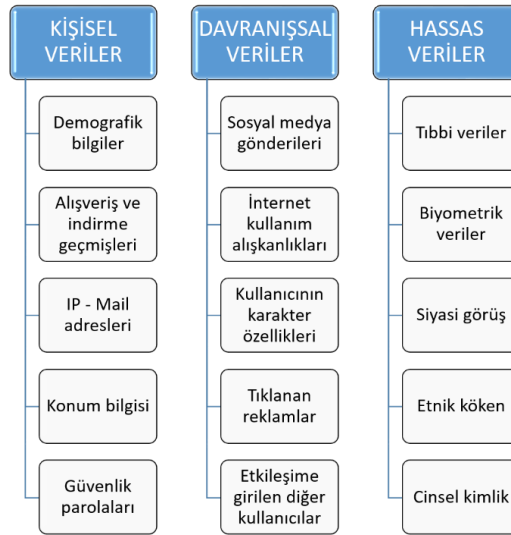 KİŞİSEL
VERİLER
Demografik
bilgiler
Alışveriş ve
indirme
geçmişleri
IP - Mail
adresleri
Konum bilgisi
Güvenlik
parolaları
DAVRANIŞSAL
VERİLER
Sosyal medya
gönderileri
İnternet
kullanım
alışkanlıkları
Kullanıcının
karakter
özellikleri
Tıklanan
reklamlar
Etkileşime
girilen diğer
kullanıcılar
HASSAS
VERİLER
Tıbbi veriler
Biyometrik
veriler
Siyasi görüş
Etnik köken
Cinsel kimlik